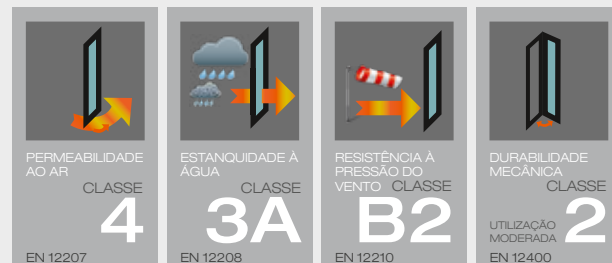 PERMEABILIDADE
AO AR
CLASSE
4
EN 12207
ESTANQUIDADE À
ÁGUA
CLASSE
3A
EN 12208
RESISTÊNCIA À
PRESSÃO DO
VENTO CLASSE
B2
EN 12210
DURABILIDADE
MECÂNICA
CLASSE
UTILIZAÇÃO
MODERADA 2
EN 12400